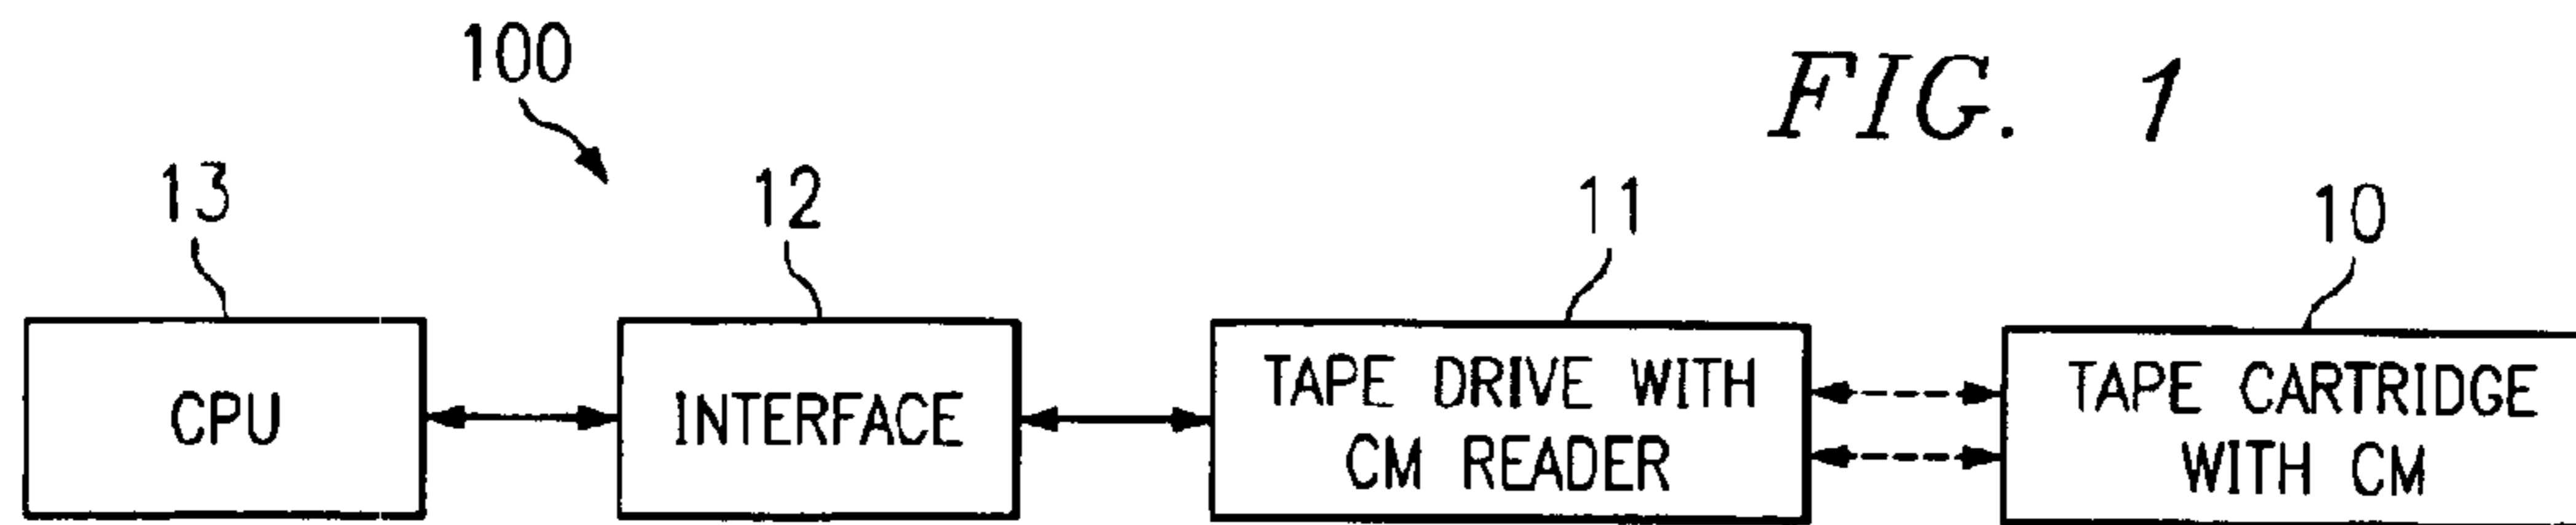 100
FIG. 1
13
12
11
10
CPU
INTERFACE
TAPE DRIVE WITH
CM READER
TAPE CARTRIDGE
WITH CM